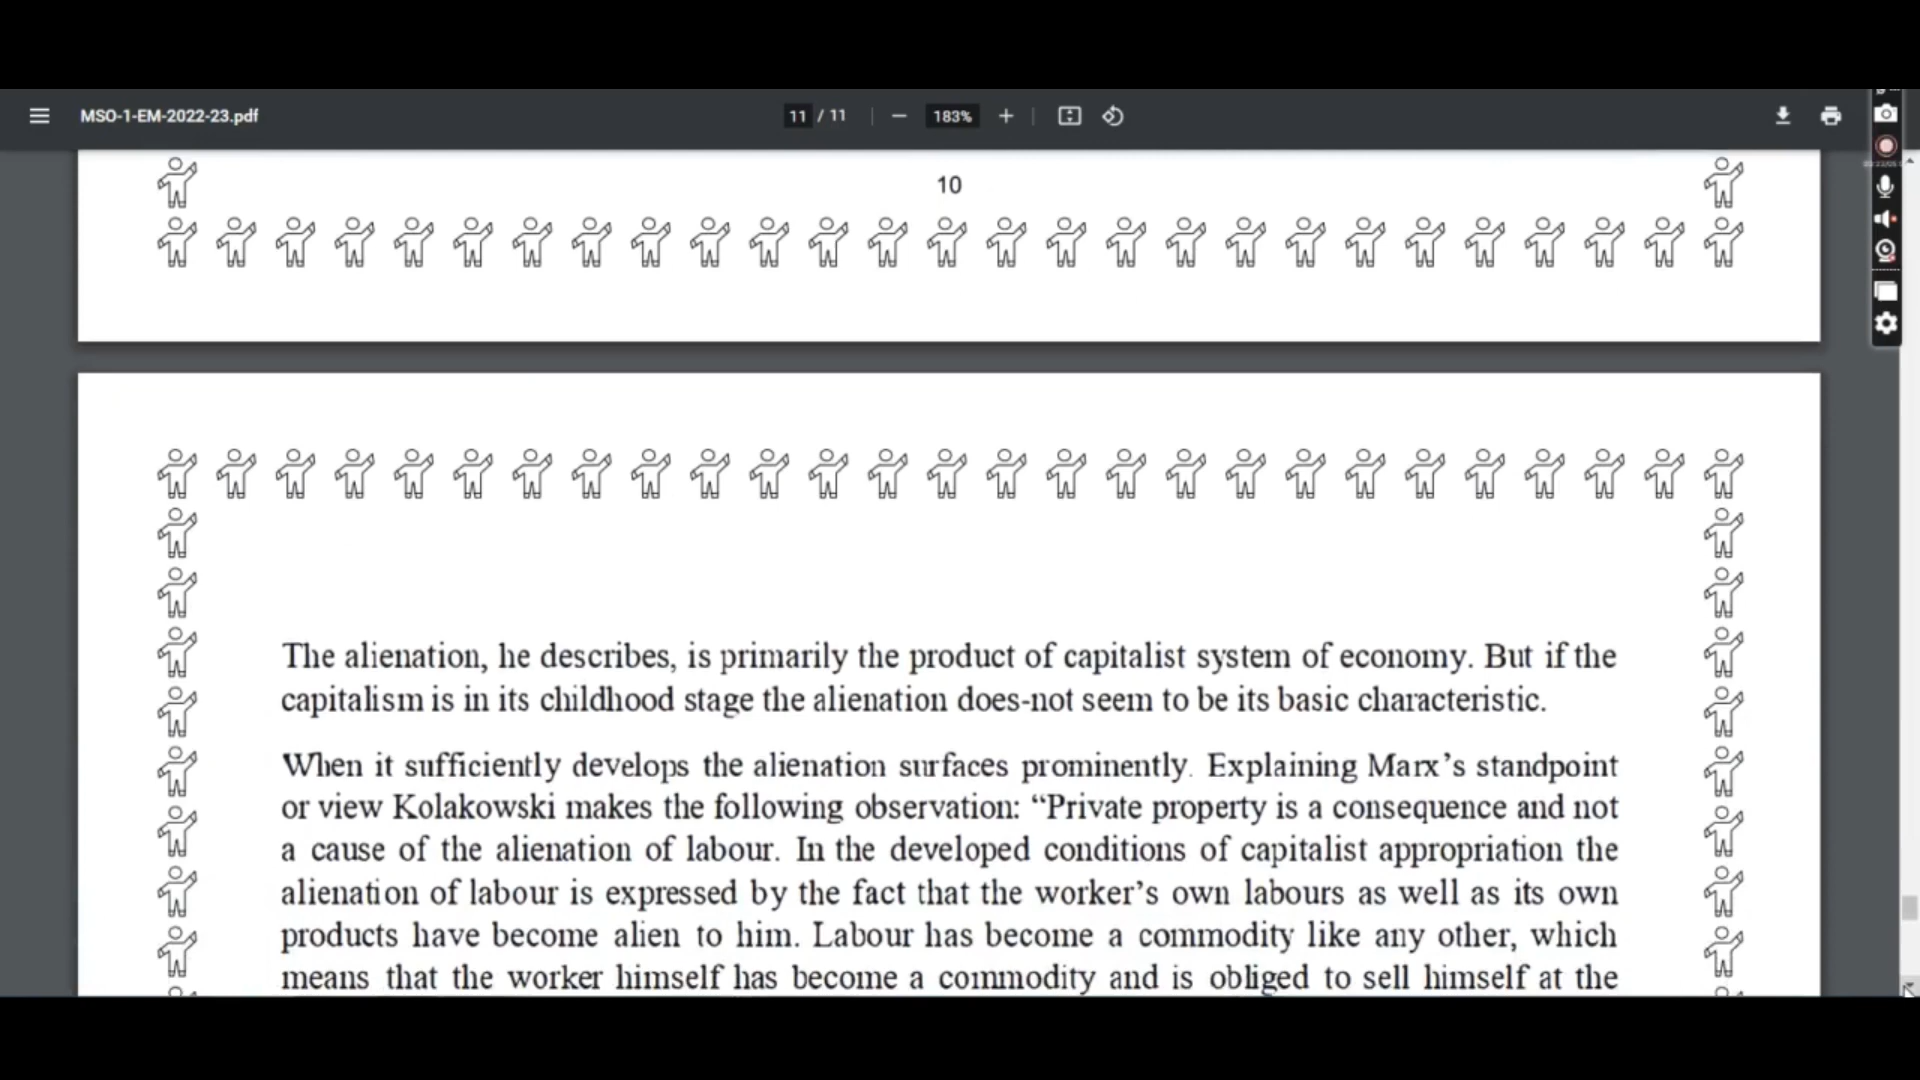 MSO-1-EM-2022-23.pdf
11 / 11
183%
10
The alienation, he describes, is primarily the product of capitalist system of economy. But if the
capitalism is in its childhood stage the alienation does-not seem to be its basic characteristic.
When it sufficiently develops the alienation surfaces prominently. Explaining Marx’s standpoint
or view Kolakowski makes the following observation: “Private property is a consequence and not
a cause of the alienation of labour. In the developed conditions of capitalist appropriation the
alienation of labour is expressed by the fact that the worker’s own labours as well as its own
products have become alien to him. Labour has become a commodity like any other, which
means that the worker himself has become a commodity and is obliged to sell himself at the